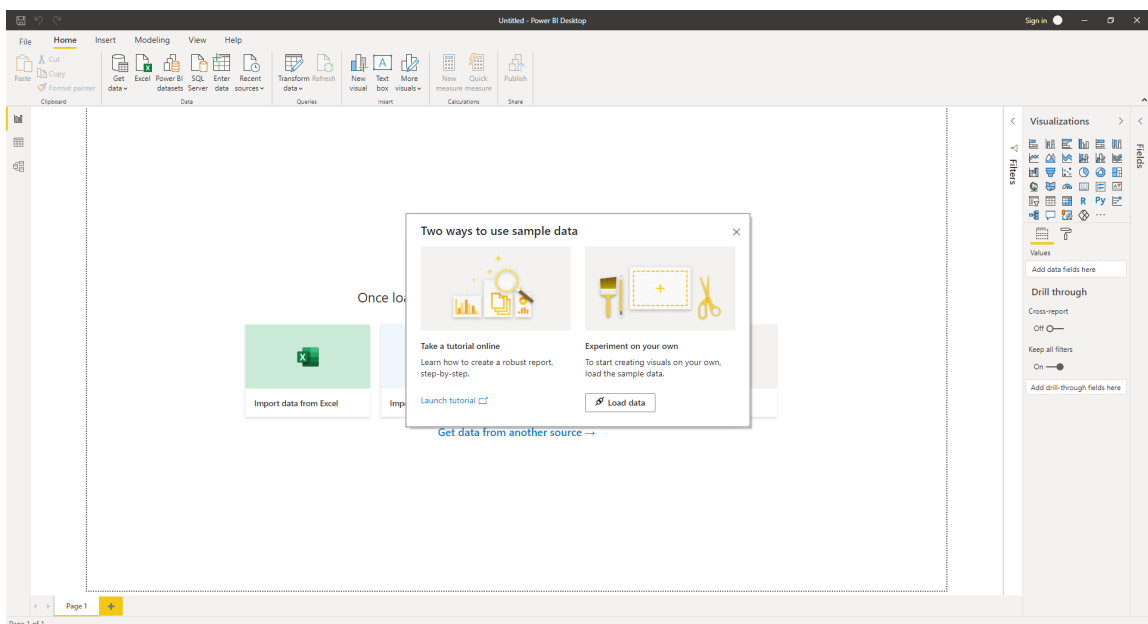 Untitled - Power BI Desktop
Sign in
File Home Insert Modeling View Help
Paste
Cut
Copy
Format painter
Clipboard
Get data
Excel
Power BI datasets
SQL Server
Enter data
Recent sources
Data
Transform data
Refresh
Queries
New visual
Text box
More visuals
Insert
New measure
Quick measure
Calculations
Publish
Share
Once loa
Import data from Excel
Impo
Get data from another source →
Two ways to use sample data
Take a tutorial online
Learn how to create a robust report,
step-by-step.
Launch tutorial
Experiment on your own
To start creating visuals on your own,
load the sample data.
Load data
Filters
Visualizations
R Py
Values
Add data fields here
Drill through
Cross-report
Off
Keep all filters
On
Add drill-through fields here
Fields
Page 1
Page 1 of 1